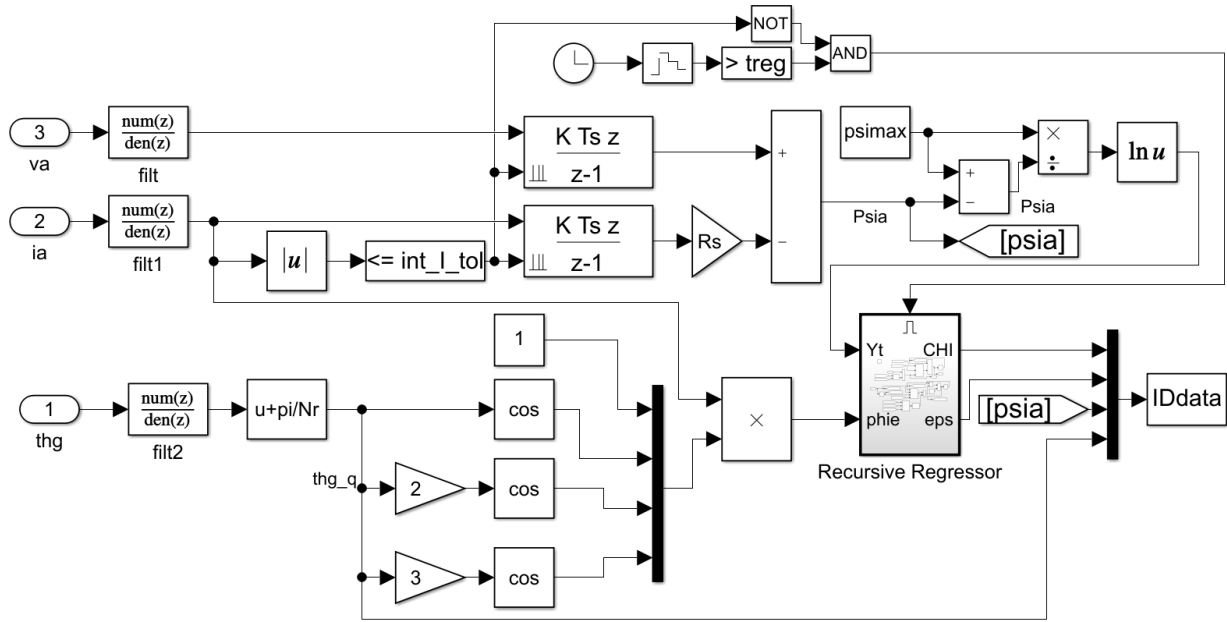 NOT
AND
> treg
3
va
num(z)
den(z)
filt
K Ts z
z-1
+
−
psimax
×
÷
ln u
+
−
Psia
Psia
[psia]
2
ia
num(z)
den(z)
filt1
|u|
<= int_I_tol
K Ts z
z-1
Rs
1
Yt
CHI
phie
eps
Recursive Regressor
[psia]
IDdata
1
thg
num(z)
den(z)
filt2
u+pi/Nr
thg_q
cos
2
cos
3
cos
×